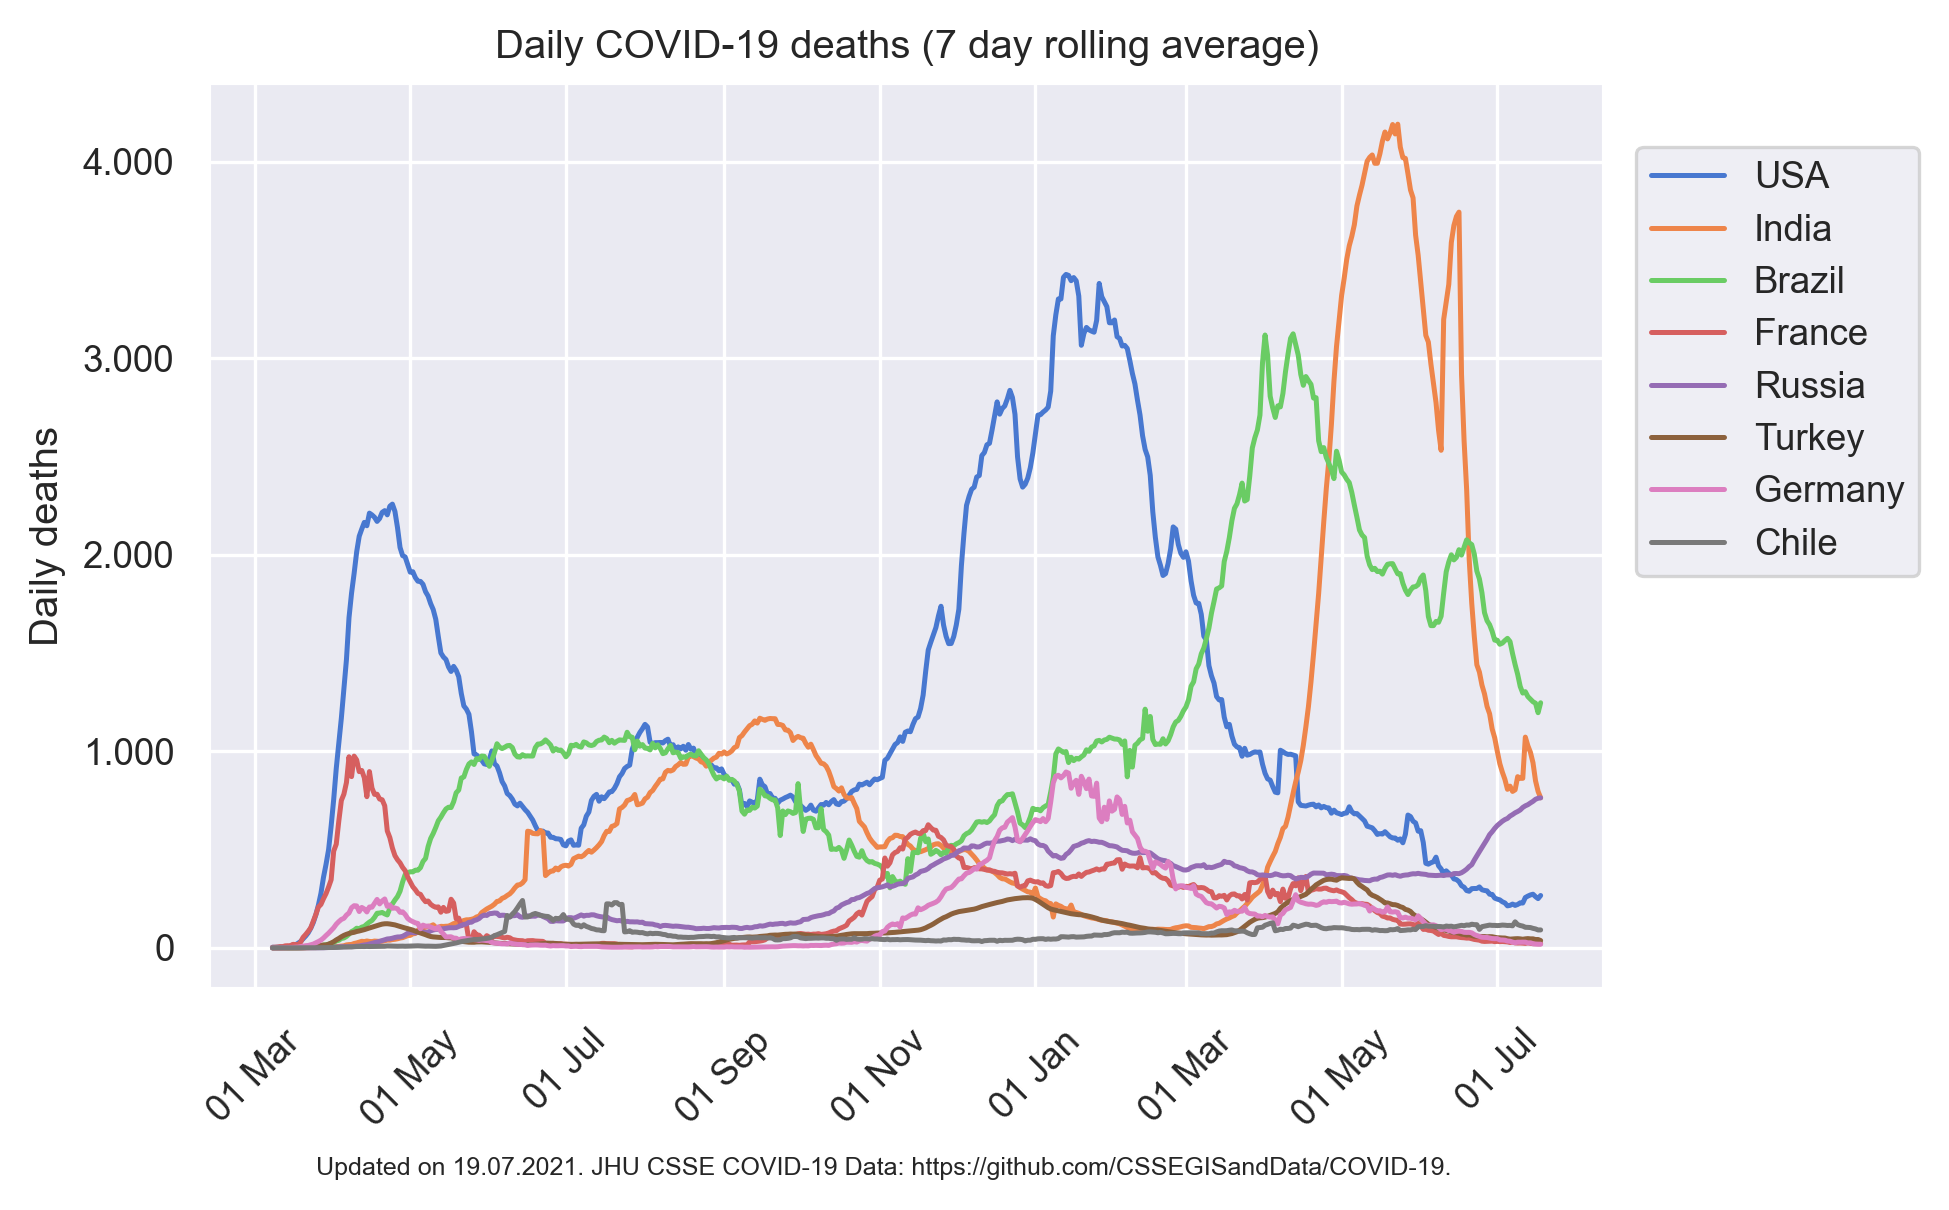 Daily COVID-19 deaths (7 day rolling average)
Daily deaths
4.000
3.000
2.000
1.000
0
01 Mar
01 May
01 Jul
01 Sep
01 Nov
01 Jan
01 Mar
01 May
01 Jul
USA
India
Brazil
France
Russia
Turkey
Germany
Chile
Updated on 19.07.2021. JHU CSSE COVID-19 Data: https://github.com/CSSEGISandData/COVID-19.